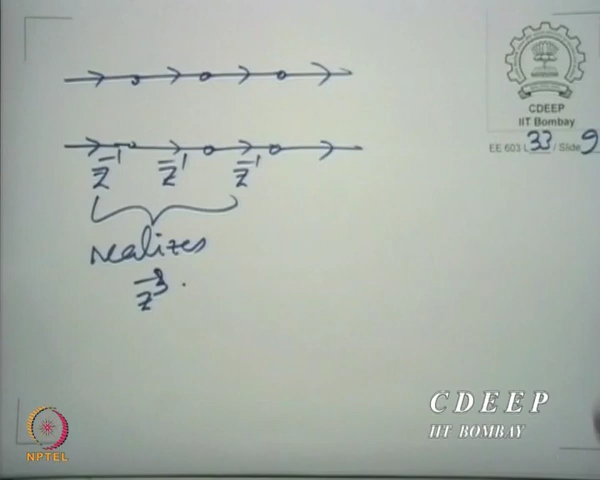 CDEEP
IIT Bombay
EE 603 L 33 / Slide 9
z⁻¹ z⁻¹ z⁻¹
realizes
z⁻³.
CDEEP
IIT BOMBAY
NPTEL